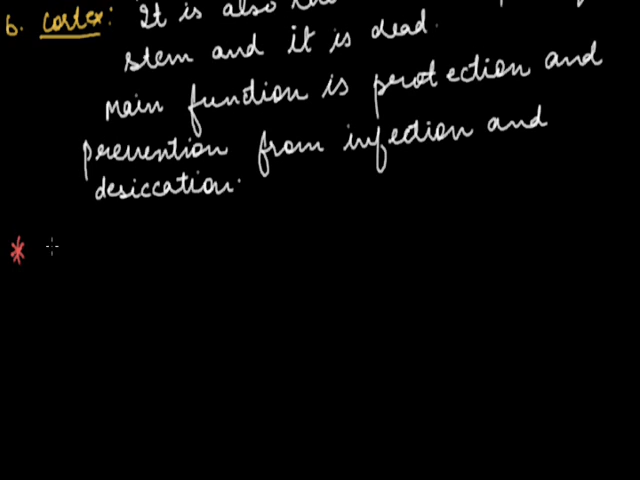 6. Cortex: It is also
stem and it is dead.
Main function is protection and
prevention from infection and
desiccation.
*